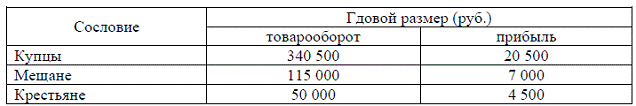 Сословие Гдовой размер (руб.)
товарооборот прибыль
Купцы 340 500 20 500
Мещане 115 000 7 000
Крестьяне 50 000 4 500